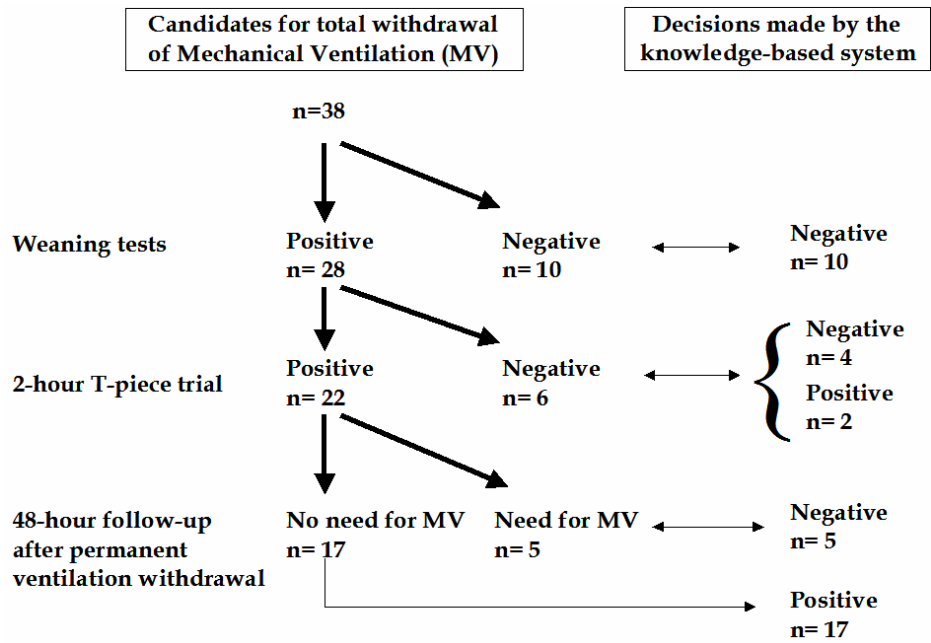 Candidates for total withdrawal
of Mechanical Ventilation (MV)
Decisions made by the
knowledge-based system
n=38
Weaning tests
Positive
n= 28
Negative
n= 10
Negative
n= 10
2-hour T-piece trial
Positive
n= 22
Negative
n= 6
Negative
n= 4
Positive
n= 2
48-hour follow-up
after permanent
ventilation withdrawal
No need for MV
n= 17
Need for MV
n= 5
Negative
n= 5
Positive
n= 17